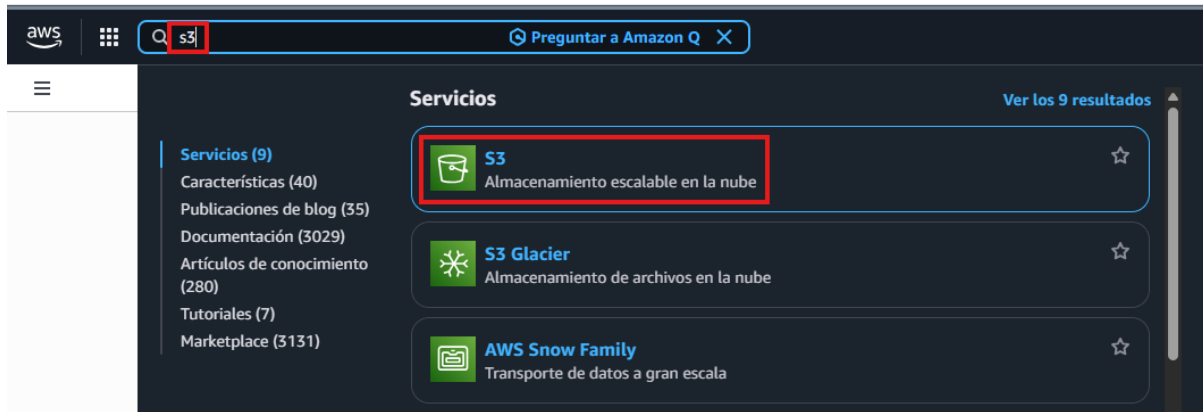 aws
s3
Preguntar a Amazon Q
Servicios
Ver los 9 resultados
Servicios (9)
Características (40)
Publicaciones de blog (35)
Documentación (3029)
Artículos de conocimiento
(280)
Tutoriales (7)
Marketplace (3131)
S3
Almacenamiento escalable en la nube
S3 Glacier
Almacenamiento de archivos en la nube
AWS Snow Family
Transporte de datos a gran escala